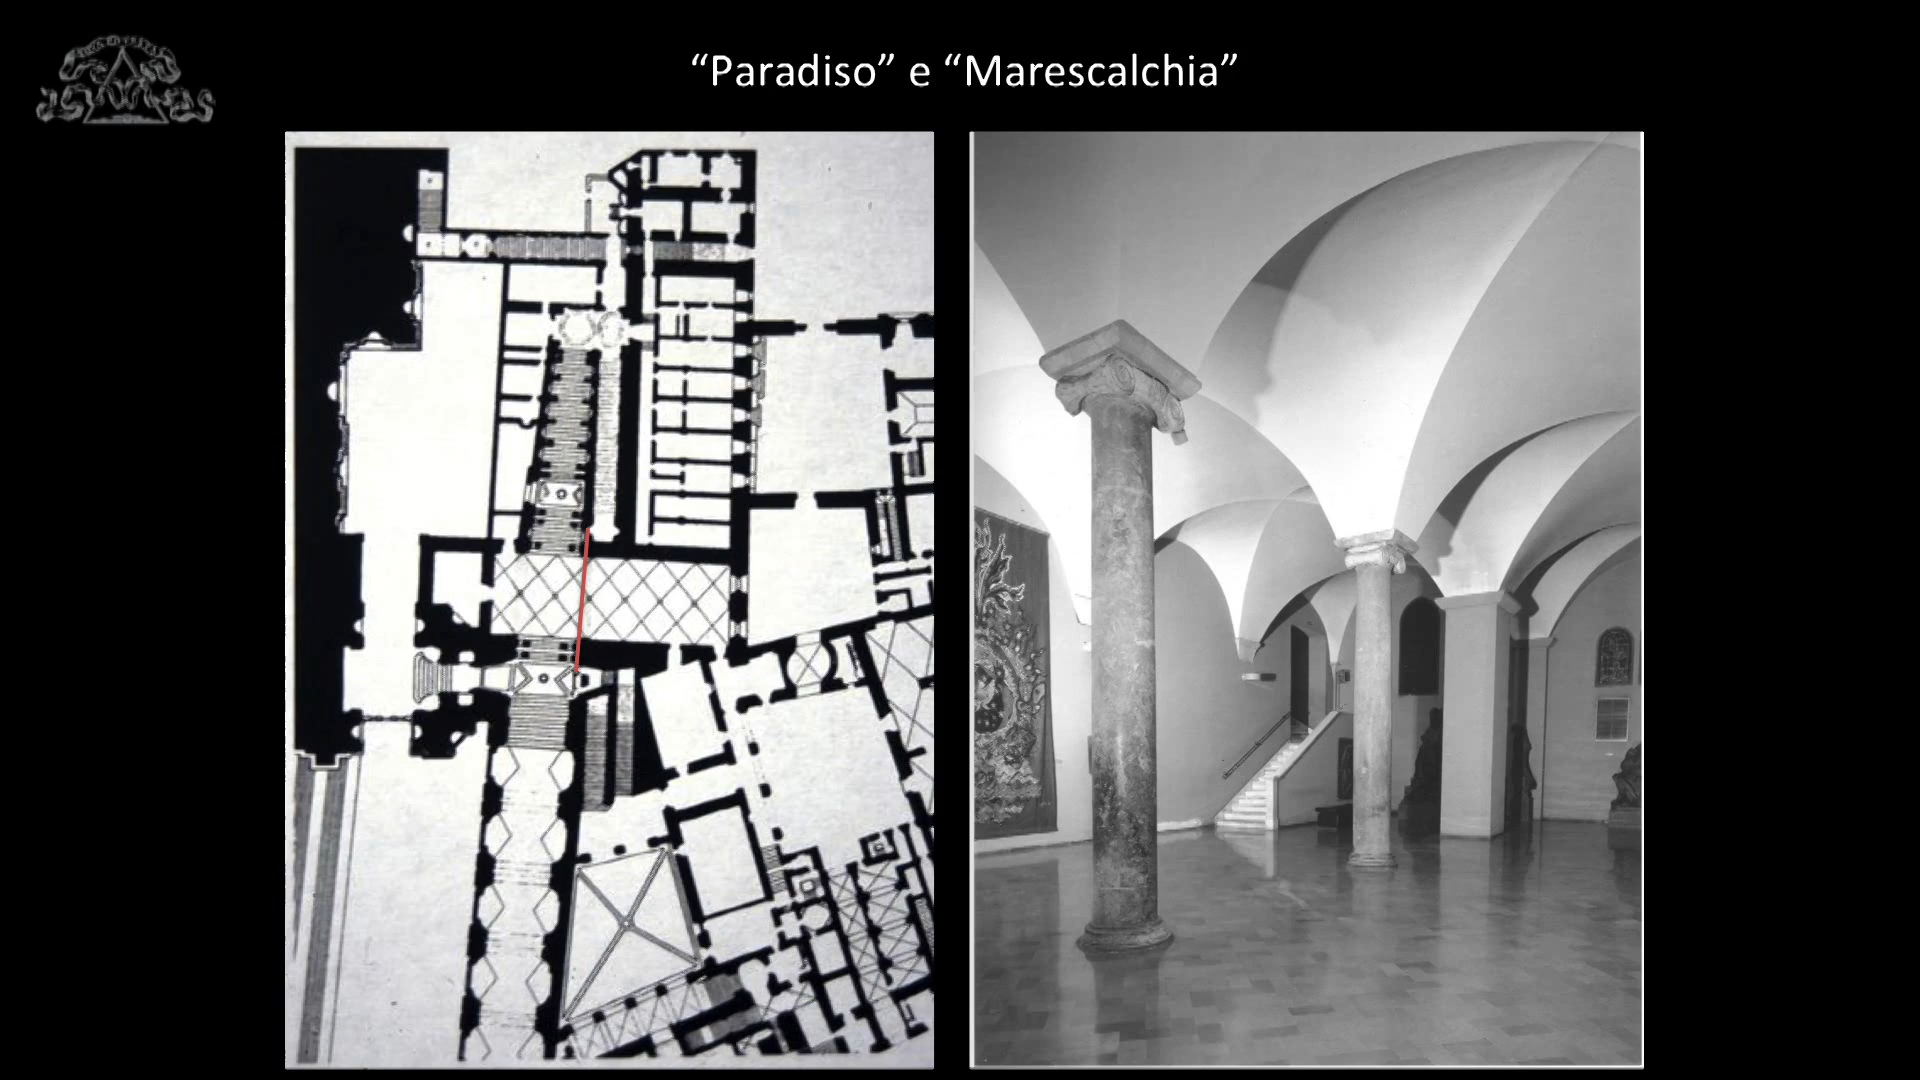 “Paradiso” e “Marescalchia”